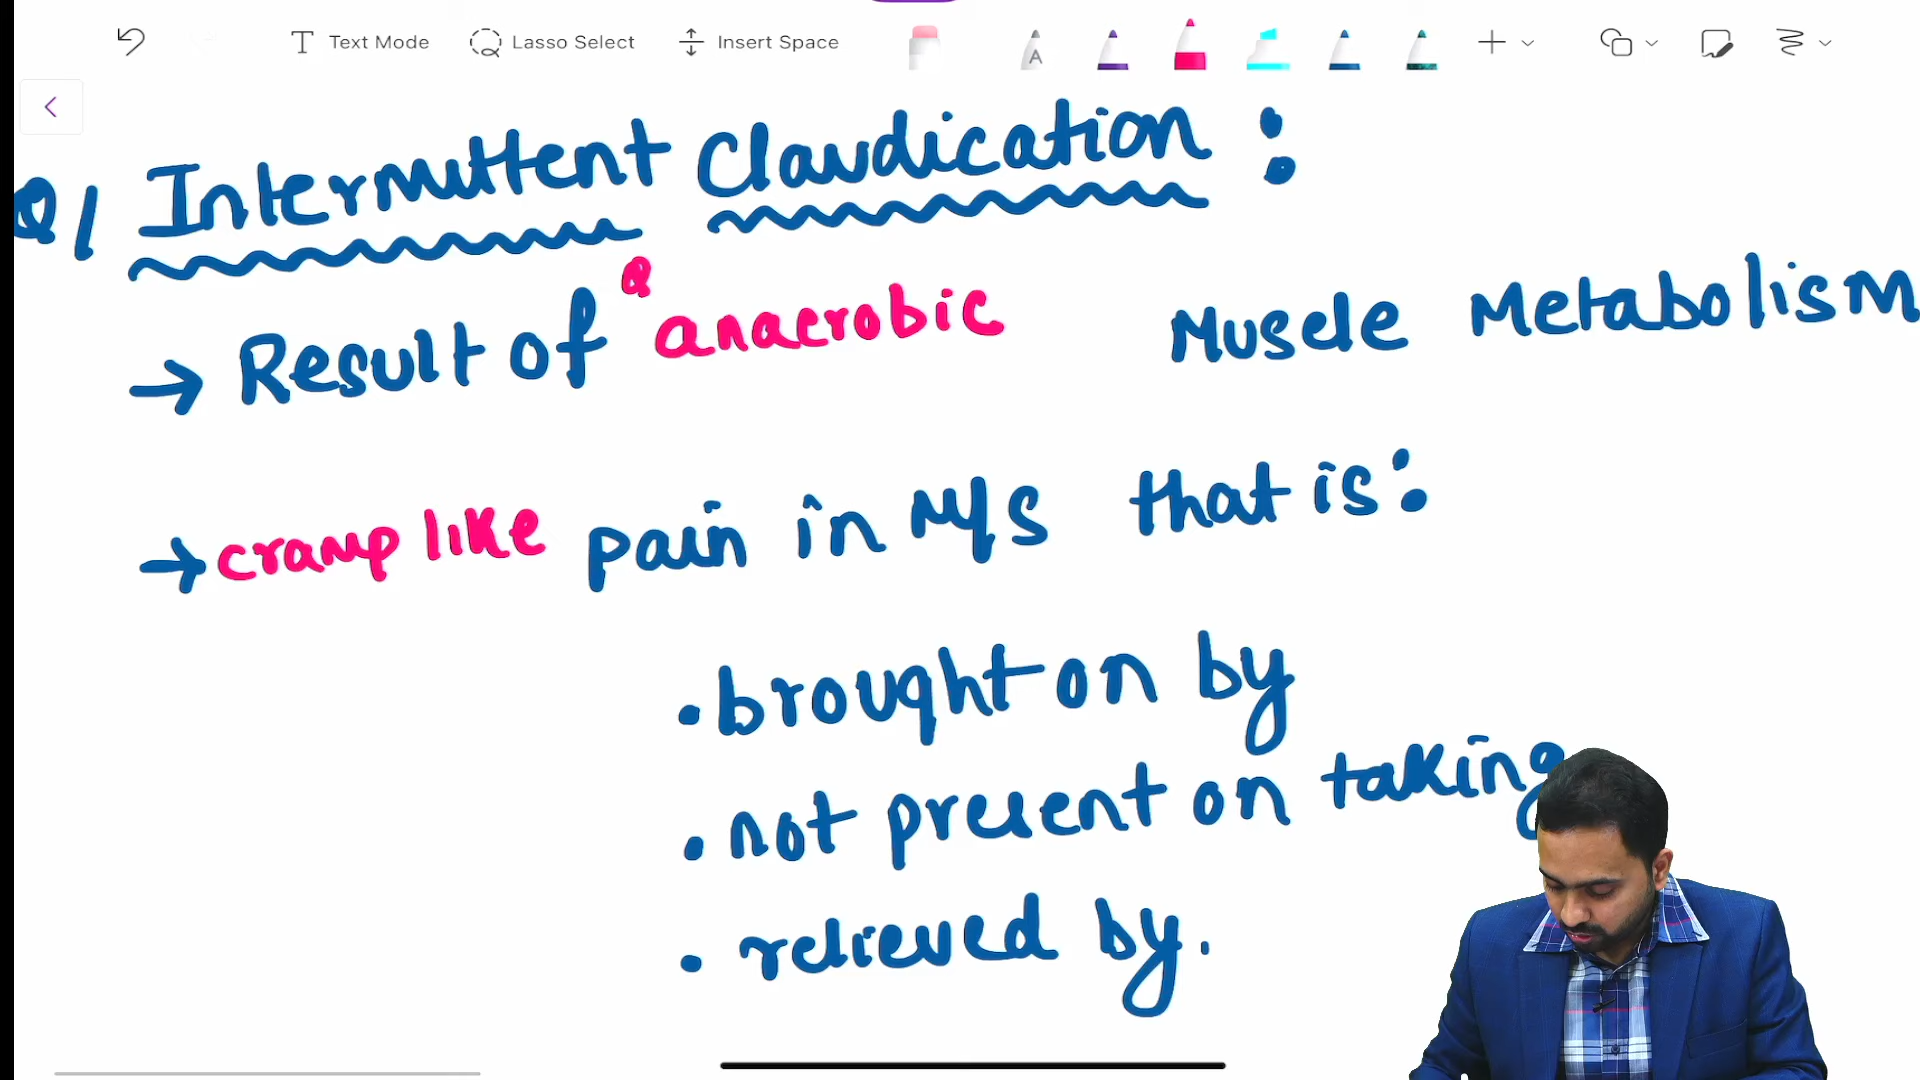 Text Mode Lasso Select Insert Space
A
Q/ Intermittent Claudication :
Q
→ Result of anaerobic Muscle Metabolism
→ cramp like pain in M/S that is :
• brought on by
• not present on taking
• relieved by.